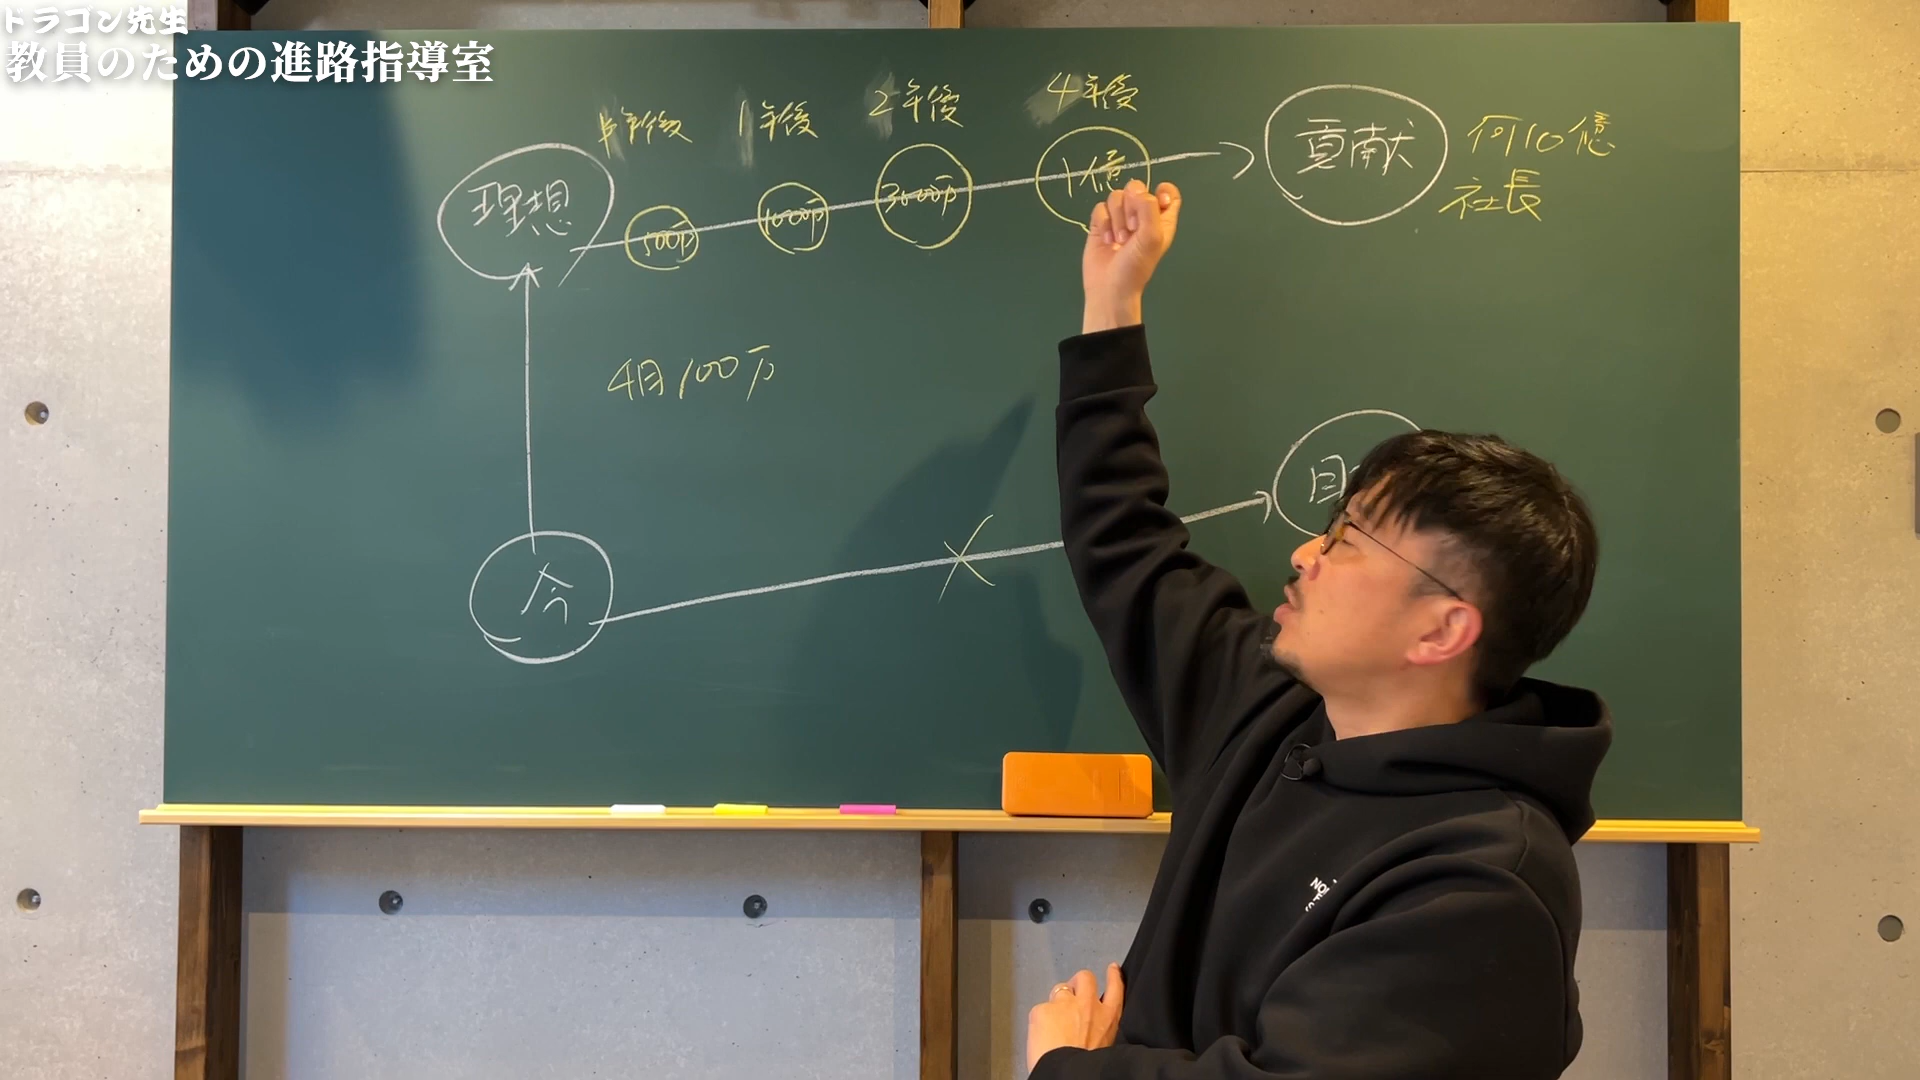 ドラゴン先生
教員のための進路指導室
半年後 1年後 2年後 4年後
理想 500万 1000万 3000万 1億 貢献 何10億
社長
4月100万
目
今